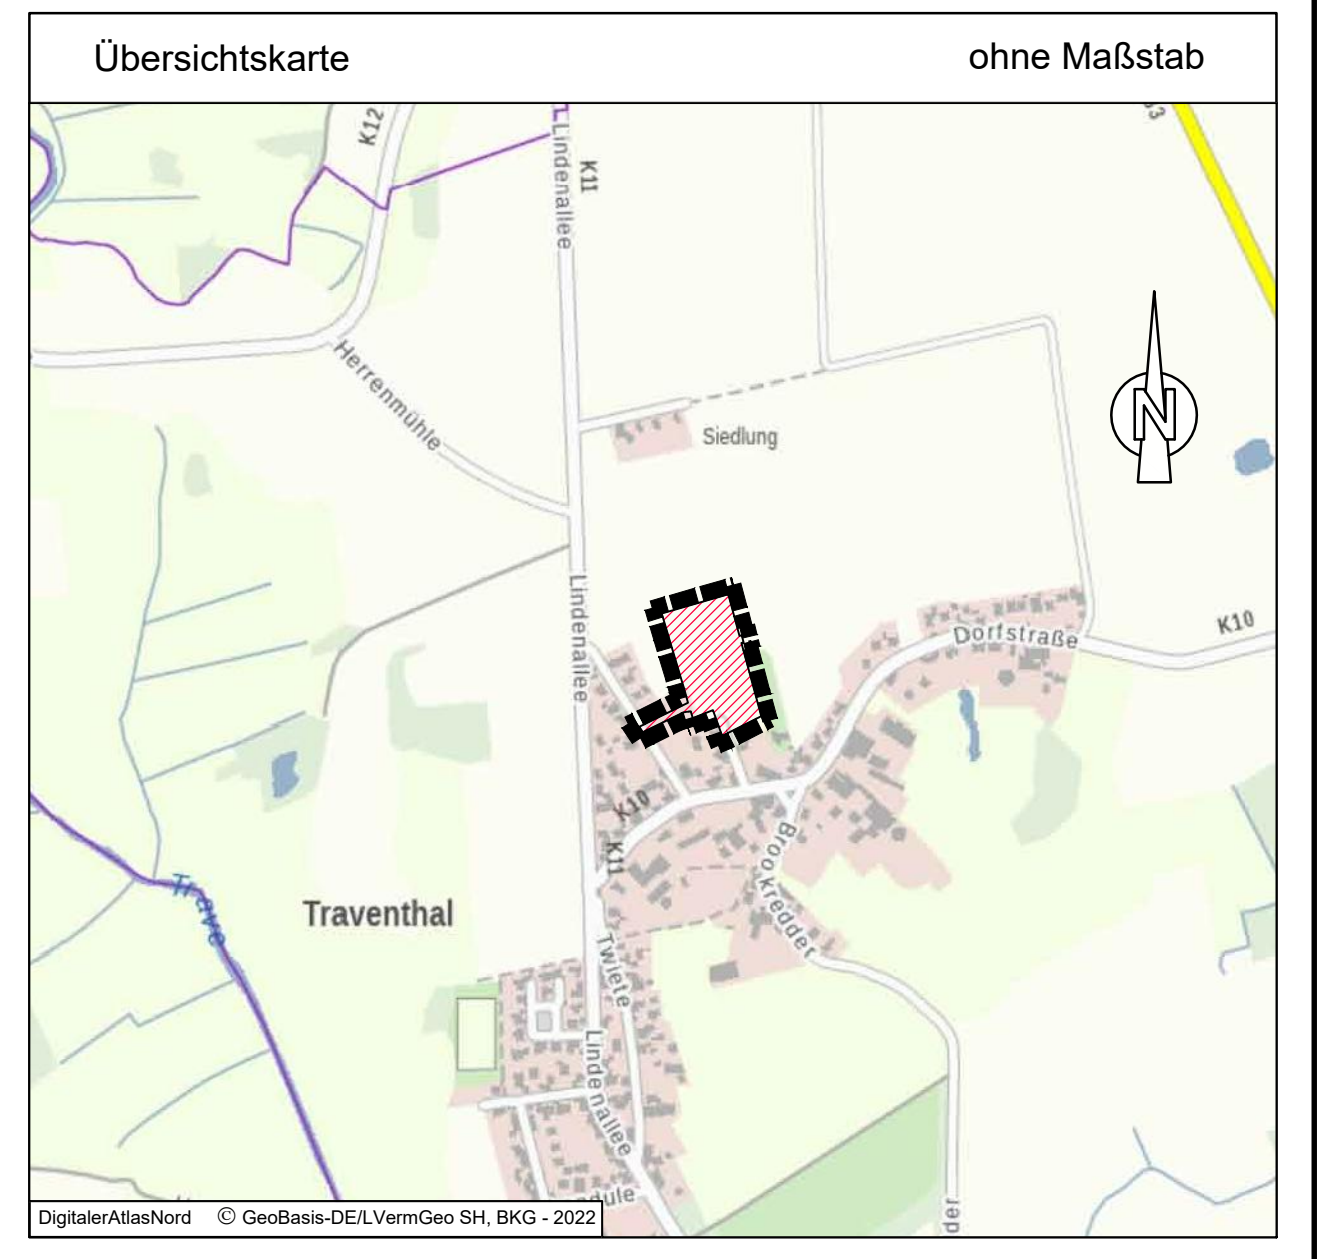 Übersichtskarte ohne Maßstab
K12
Lindenallee
K11
Herrenmühle
Siedlung
N
Lindenallee
Dorfstraße
K10
K10
K11
Brookredder
Trave
Traventhal
Twiete
Lindenallee
DigitalerAtlasNord © GeoBasis-DE/LVermGeo SH, BKG - 2022